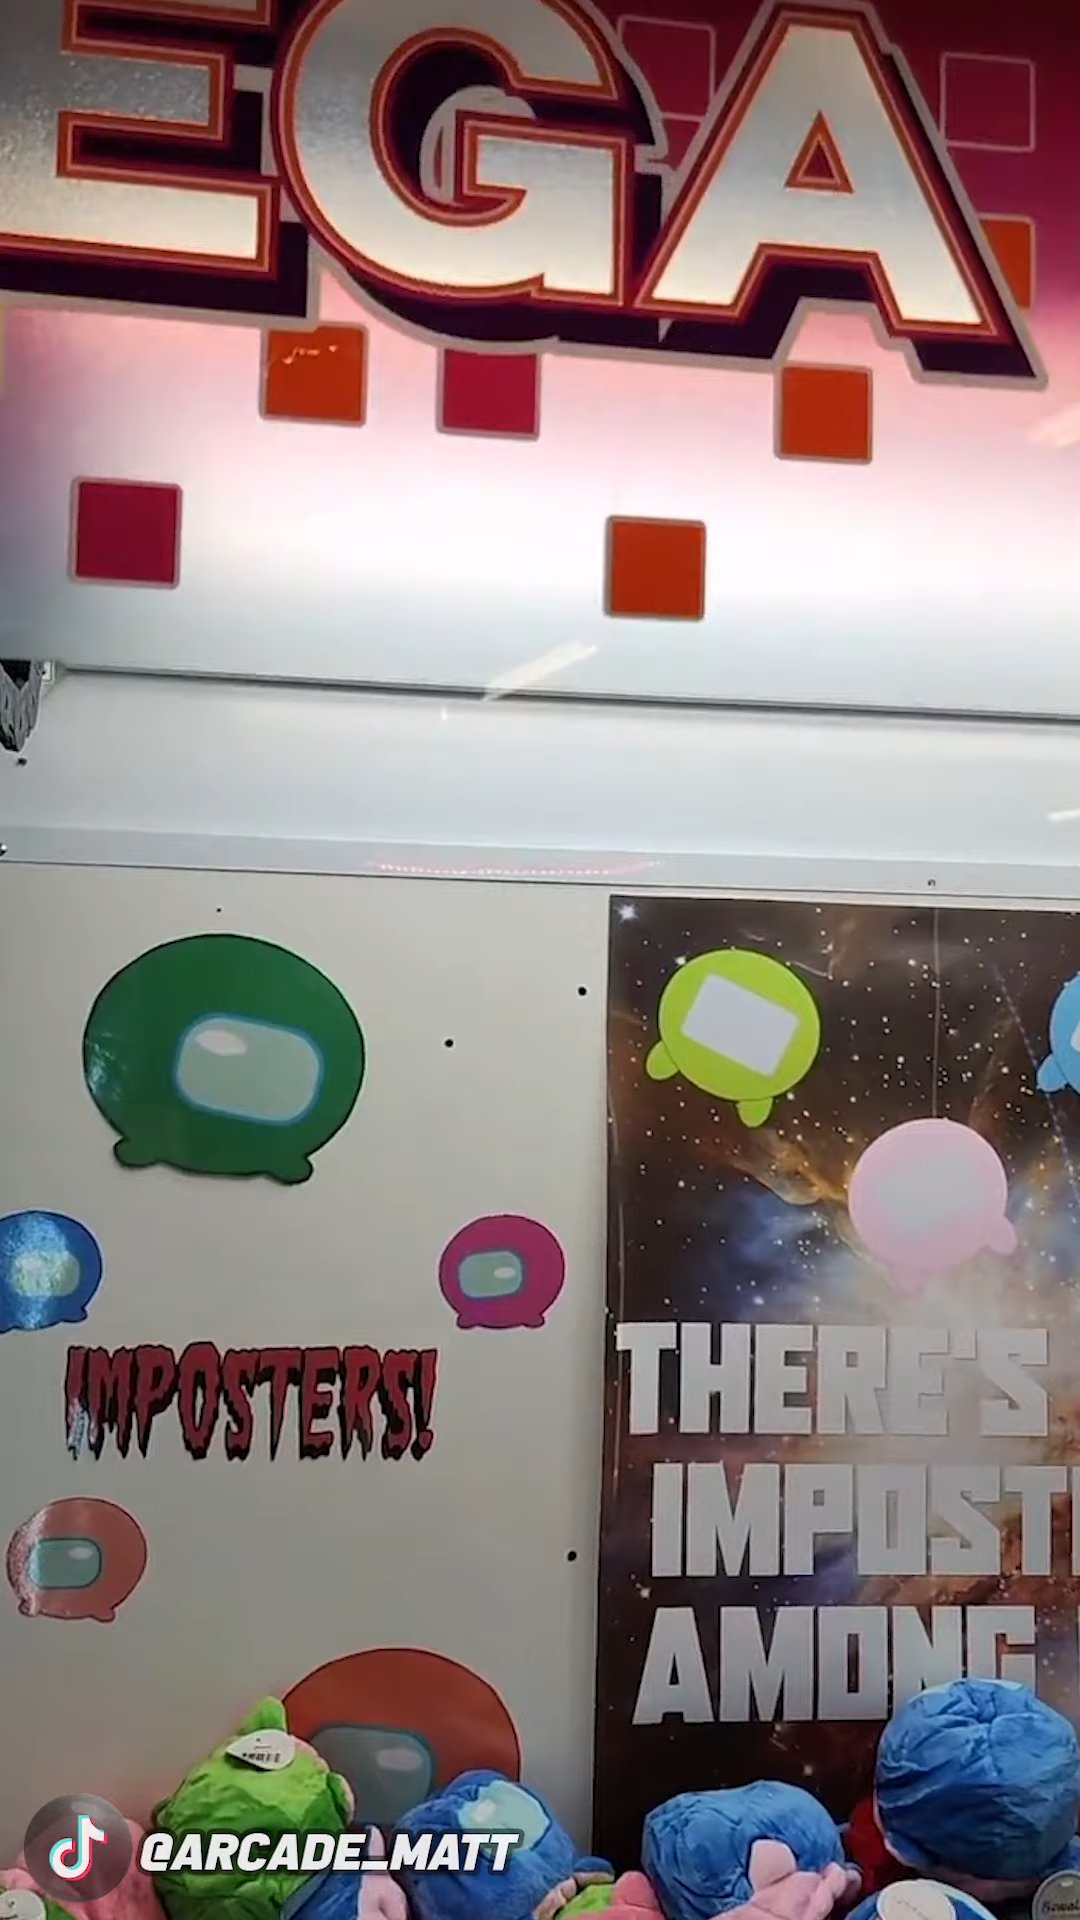 EGA
IMPOSTERS!
THERE'S
IMPOST
AMONG
@ARCADE_MATT